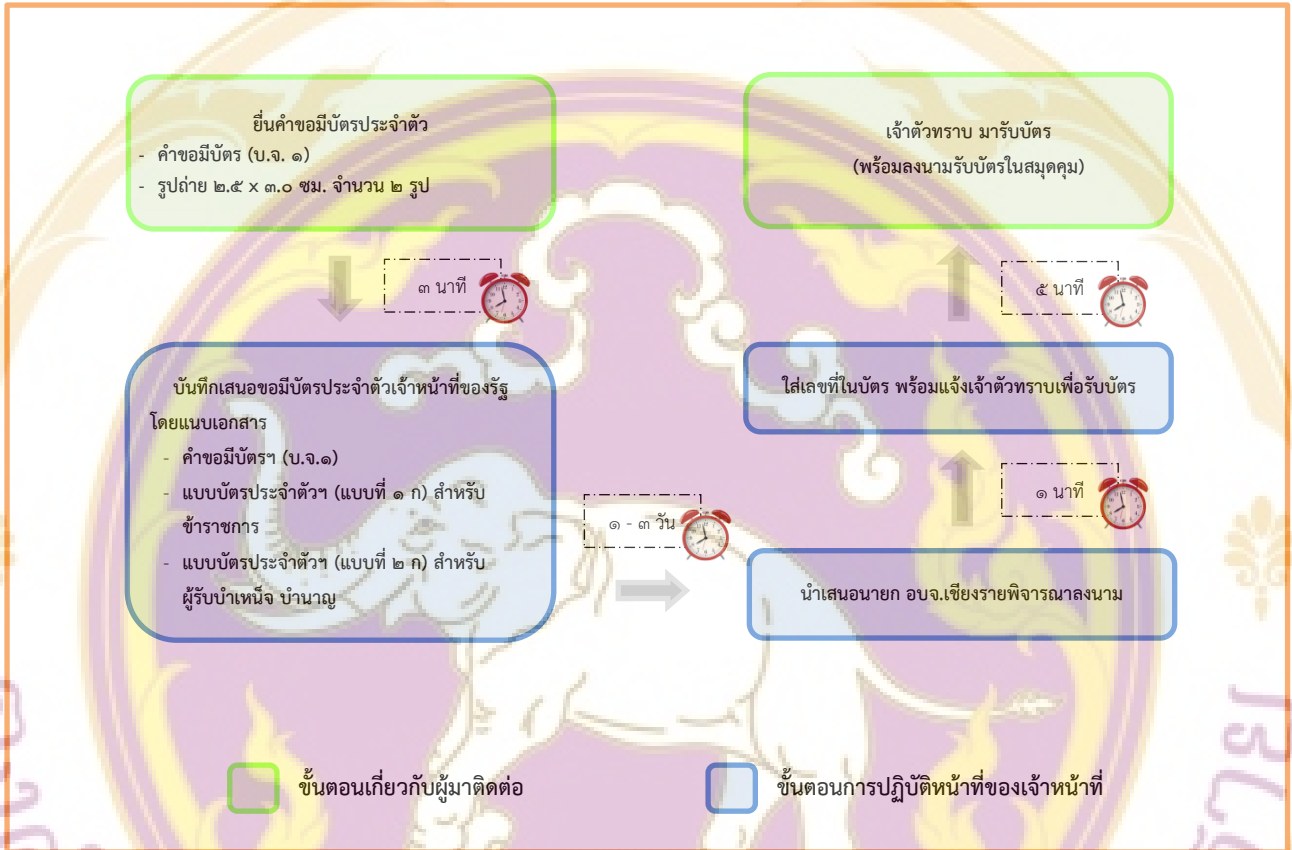 ยื่นคำขอมีบัตรประจำตัว
- คำขอมีบัตร (บ.จ. ๑)
- รูปถ่าย ๒.๕ x ๓.๐ ซม. จำนวน ๒ รูป
๓ นาที
บันทึกเสนอขอมีบัตรประจำตัวเจ้าหน้าที่ของรัฐ
โดยแนบเอกสาร
- คำขอมีบัตรฯ (บ.จ.๑)
- แบบบัตรประจำตัวฯ (แบบที่ ๑ ก) สำหรับ
ข้าราชการ
- แบบบัตรประจำตัวฯ (แบบที่ ๒ ก) สำหรับ
ผู้รับบำเหน็จ บำนาญ
๑ - ๓ วัน
นำเสนอนายก อบจ.เชียงรายพิจารณาลงนาม
๑ นาที
ใส่เลขที่ในบัตร พร้อมแจ้งเจ้าตัวทราบเพื่อรับบัตร
๕ นาที
เจ้าตัวทราบ มารับบัตร
(พร้อมลงนามรับบัตรในสมุดคุม)
ขั้นตอนเกี่ยวกับผู้มาติดต่อ
ขั้นตอนการปฏิบัติหน้าที่ของเจ้าหน้าที่